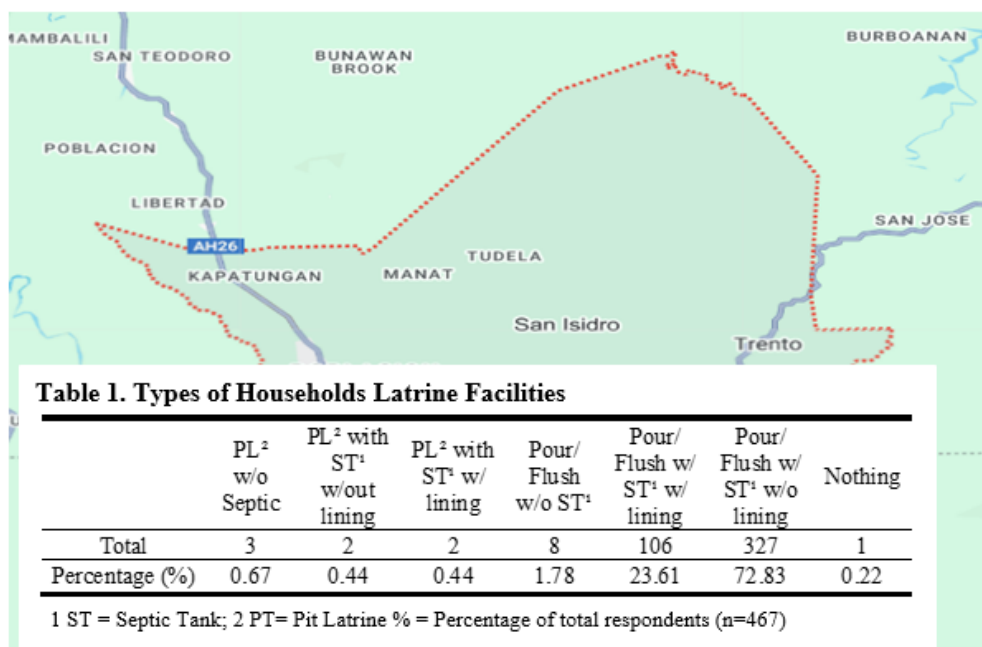 MAMBALILI
BURBOANAN
SAN TEODORO
BUNAWAN
BROOK
POBLACION
LIBERTAD
SAN JOSE
AH26
TUDELA
KAPATUNGAN
MANAT
San Isidro
Trento
Table 1. Types of Households Latrine Facilities
PL² w/o Septic
PL² with ST¹ w/out lining
PL² with ST¹ w/ lining
Pour/ Flush w/o ST¹
Pour/ Flush w/ ST¹ w/ lining
Pour/ Flush w/ ST¹ w/o lining
Nothing
Total 3 2 2 8 106 327 1
Percentage (%) 0.67 0.44 0.44 1.78 23.61 72.83 0.22
1 ST = Septic Tank; 2 PT= Pit Latrine % = Percentage of total respondents (n=467)